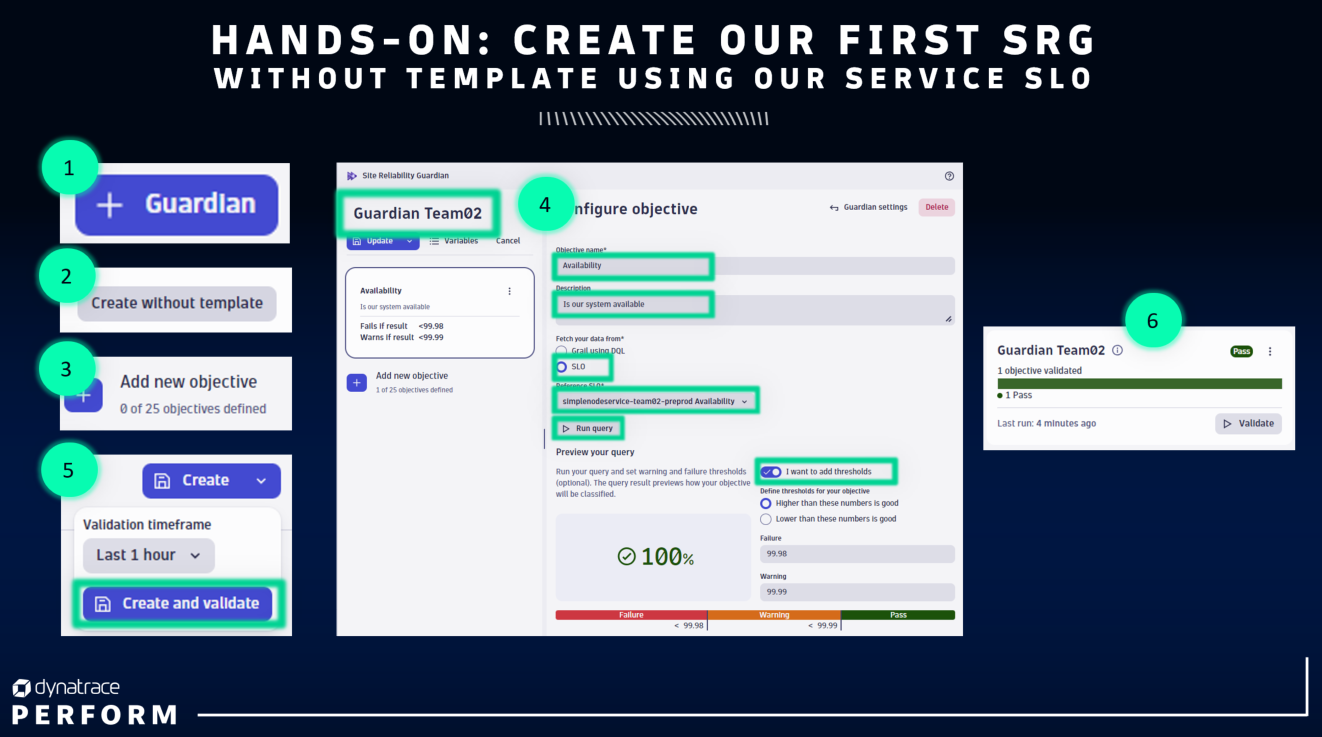 HANDS-ON: CREATE OUR FIRST SRG
WITHOUT TEMPLATE USING OUR SERVICE SLO
1
+ Guardian
2
Create without template
3
+
Add new objective
0 of 25 objectives defined
5
Create
Validation timeframe
Last 1 hour
Create and validate
Site Reliability Guardian
Guardian Team02
Update
Variables
Cancel
Availability
Is our system available
Fails if result <99.98
Warns if result <99.99
+
Add new objective
1 of 25 objectives defined
4
nfigure objective
Guardian settings
Delete
Objective name*
Availability
Description
Is our system available
Fetch your data from*
Grail using DQL
SLO
Reference SLO*
simplenodeservice-team02-preprod Availability
Run query
Preview your query
Run your query and set warning and failure thresholds
(optional). The query result previews how your objective
will be classified.
100%
I want to add thresholds
Define thresholds for your objective
Higher than these numbers is good
Lower than these numbers is good
Failure
99.98
Warning
99.99
Failure
Warning
Pass
< 99.98
< 99.99
6
Guardian Team02
Pass
1 objective validated
1 Pass
Last run: 4 minutes ago
Validate
dynatrace
PERFORM